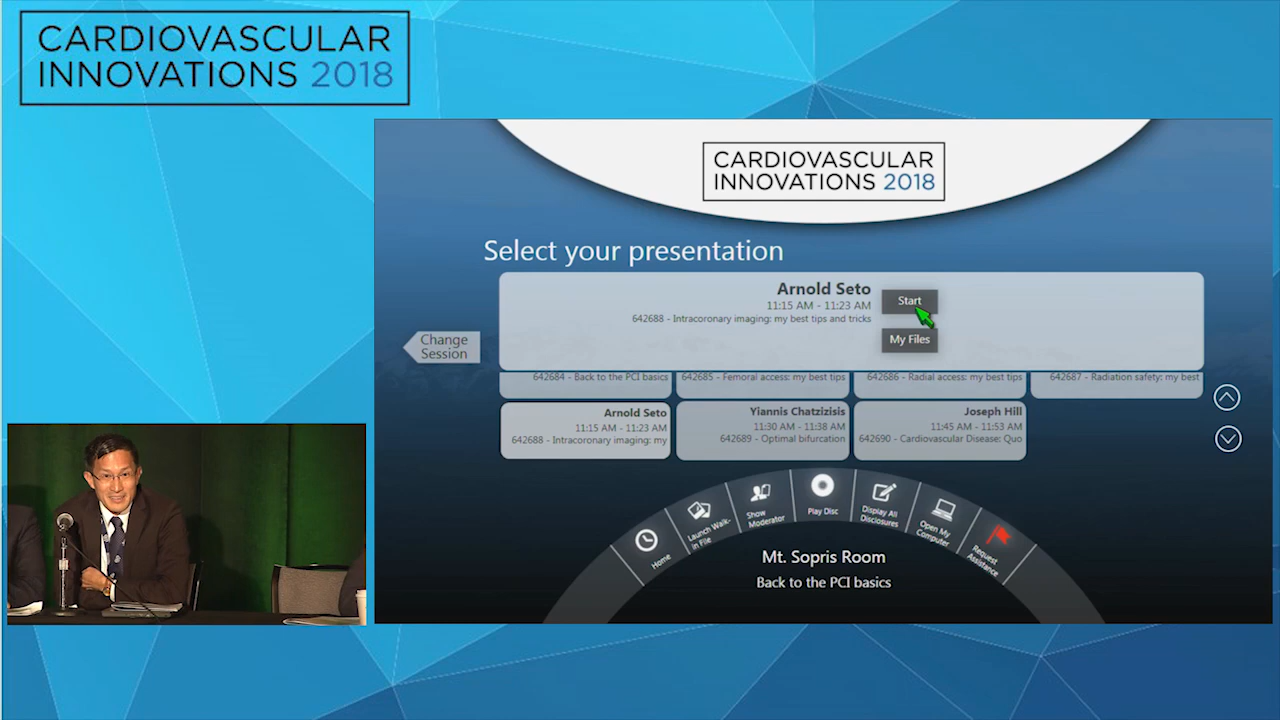 CARDIOVASCULAR
INNOVATIONS 2018
CARDIOVASCULAR
INNOVATIONS 2018
Select your presentation
Arnold Seto
11:15 AM - 11:23 AM
642688 - Intracoronary imaging: my best tips and tricks
Start
My Files
Change
Session
642684 - Back to the PCI basics
642685 - Femoral access: my best tips
642686 - Radial access: my best tips
642687 - Radiation safety: my best
Arnold Seto
11:15 AM - 11:23 AM
642688 - Intracoronary imaging: my
Yiannis Chatzizisis
11:30 AM - 11:38 AM
642689 - Optimal bifurcation
Joseph Hill
11:45 AM - 11:53 AM
642690 - Cardiovascular Disease: Quo
Home
Launch Walk-
in File
Show
Moderator
Play Disc
Display All
Disclosures
Open My
Computer
Request
Assistance
Mt. Sopris Room
Back to the PCI basics